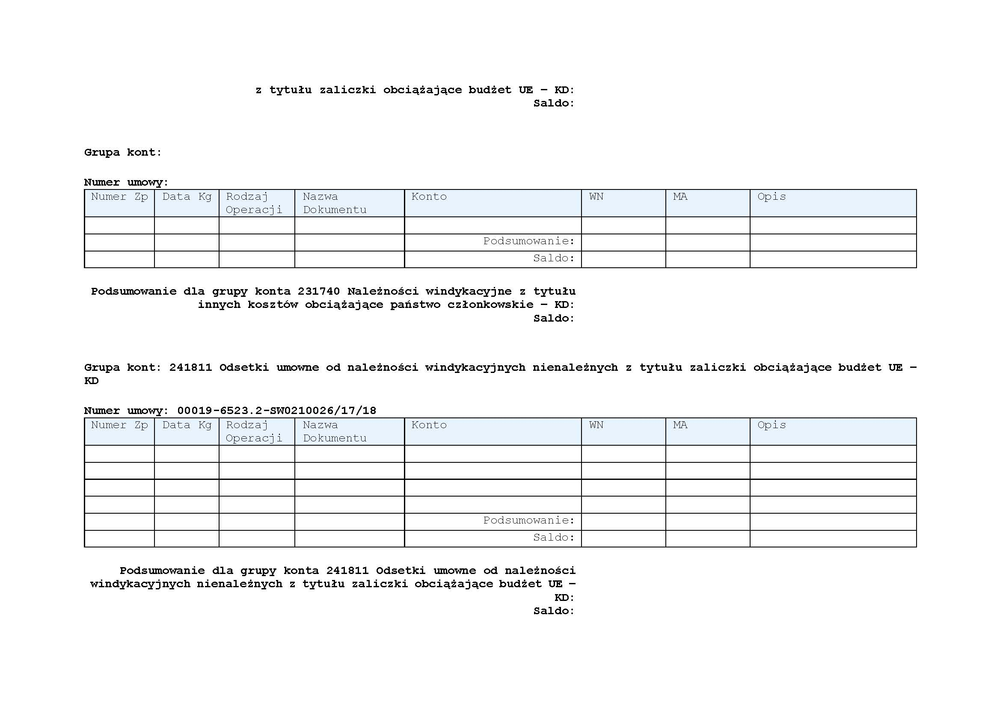 z tytułu zaliczki obciążające budżet UE – KD:
Saldo:
Grupa kont:
Numer umowy:
Numer Zp Data Kg Rodzaj Operacji Nazwa Dokumentu Konto WN MA Opis
Podsumowanie:
Saldo:
Podsumowanie dla grupy konta 231740 Należności windykacyjne z tytułu
innych kosztów obciążające państwo członkowskie – KD:
Saldo:
Grupa kont: 241811 Odsetki umowne od należności windykacyjnych nienależnych z tytułu zaliczki obciążające budżet UE –
KD
Numer umowy: 00019-6523.2-SW0210026/17/18
Numer Zp Data Kg Rodzaj Operacji Nazwa Dokumentu Konto WN MA Opis
Podsumowanie:
Saldo:
Podsumowanie dla grupy konta 241811 Odsetki umowne od należności
windykacyjnych nienależnych z tytułu zaliczki obciążające budżet UE –
KD:
Saldo: